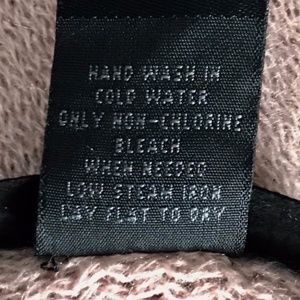 HAND WASH IN
COLD WATER
ONLY NON-CHLORINE
BLEACH
WHEN NEEDED
LOW STEAM IRON
LAY FLAT TO DRY